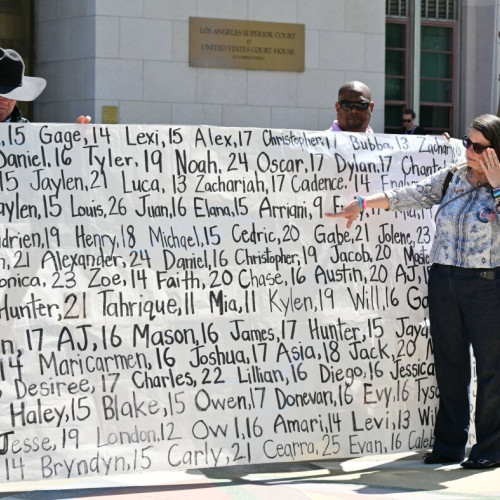 LOS ANGELES SUPERIOR COURT
UNITED STATES COURT HOUSE
15 Gage, 14 Lexi, 15 Alex, 17 Christopher, 17 Bubba, 13 Zachary
Daniel, 16 Tyler, 19 Noah, 24 Oscar, 17 Dylan, 17
15 Jaylen, 21 Luca, 13 Zachariah, 17 Cadence, 14
Jaylen, 15 Louis, 26 Juan, 16 Elana, 15 Arriani, 9
Henry, 18 Michael, 15 Cedric, 20 Gabe, 21 Jolene, 23
21 Alexander, 24 Daniel, 16 Christopher, 19 Jacob, 20
23 Zoe, 14 Faith, 20 Chase, 16 Austin, 20 AJ,
Hunter, 21 Tahrique, 11 Mia, 11 Kylen, 19 Will, 16
17 AJ, 16 Mason, 16 James, 17 Hunter, 15
14 Maricarmen, 16 Joshua, 17 Asia, 18 Jack, 20
Desiree, 17 Charles, 22 Lillian, 16 Diego, 16 Jessica
Haley, 15 Blake, 15 Owen, 17 Donevan, 16 Evy, 16
Jesse, 19 London, 12 Owl, 16 Amari, 14 Levi, 13 Will
14 Bryndyn, 15 Carly, 21 Cearra, 25 Evan, 16